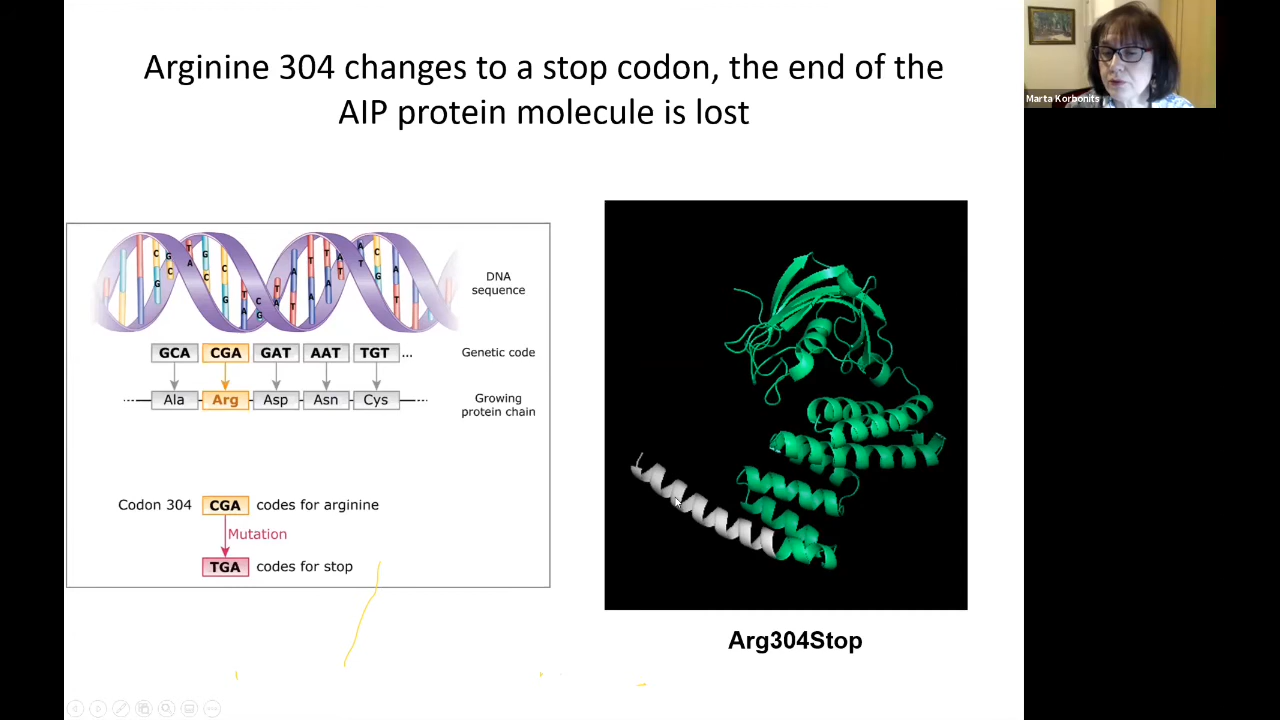 Arginine 304 changes to a stop codon, the end of the
AIP protein molecule is lost
Marta Korbonits
DNA
sequence
GCA CGA GAT AAT TGT ... Genetic code
Ala Arg Asp Asn Cys
Growing
protein chain
Codon 304 CGA codes for arginine
Mutation
TGA codes for stop
Arg304Stop